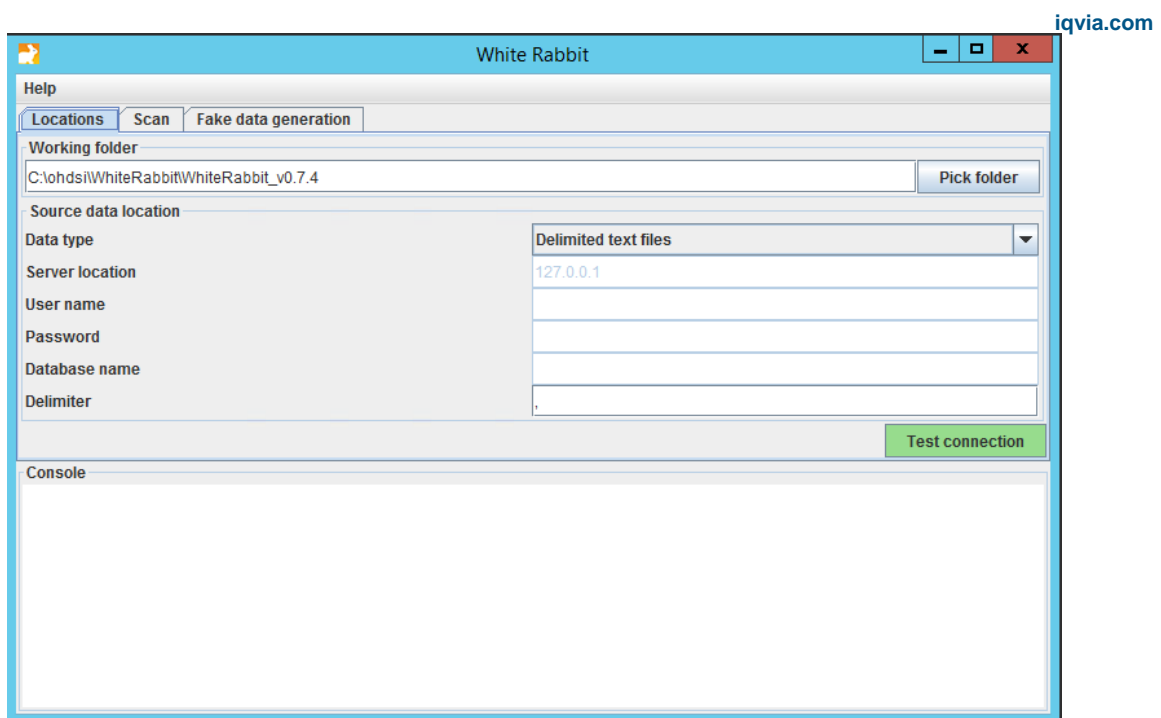 iqvia.com
White Rabbit
Help
Locations Scan Fake data generation
Working folder
C:\ohdsi\WhiteRabbit\WhiteRabbit_v0.7.4 Pick folder
Source data location
Data type Delimited text files
Server location 127.0.0.1
User name
Password
Database name
Delimiter ,
Test connection
Console